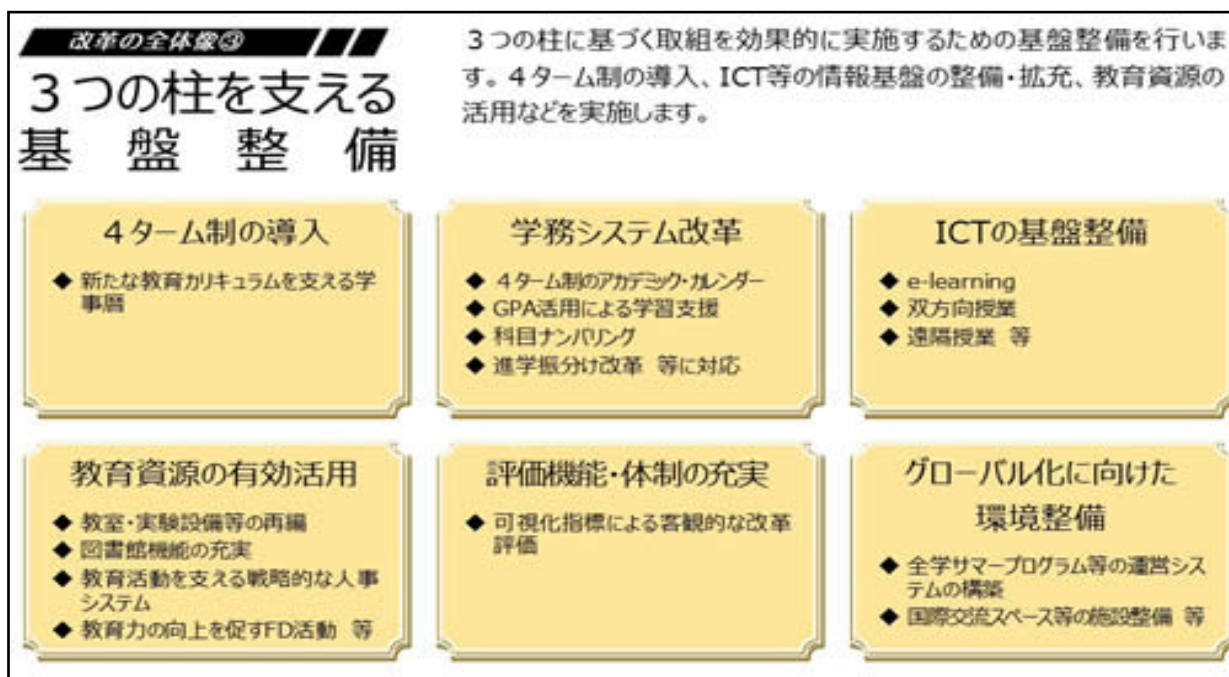 改革の全体像③
3つの柱を支える
基盤整備
3つの柱に基づく取組を効果的に実施するための基盤整備を行いま
す。4ターム制の導入、ICT等の情報基盤の整備・拡充、教育資源の
活用などを実施します。
4ターム制の導入
◆ 新たな教育カリキュラムを支える学
事暦
学務システム改革
◆ 4ターム制のアカデミック・カレンダー
◆ GPA活用による学習支援
◆ 科目ナンバリング
◆ 進学振分け改革 等に対応
ICTの基盤整備
◆ e-learning
◆ 双方向授業
◆ 遠隔授業 等
教育資源の有効活用
◆ 教室・実験設備等の再編
◆ 図書館機能の充実
◆ 教育活動を支える戦略的な人事
システム
◆ 教育力の向上を促すFD活動 等
評価機能・体制の充実
◆ 可視化指標による客観的な改革
評価
グローバル化に向けた
環境整備
◆ 全学サマープログラム等の運営シス
テムの構築
◆ 国際交流スペース等の施設整備 等